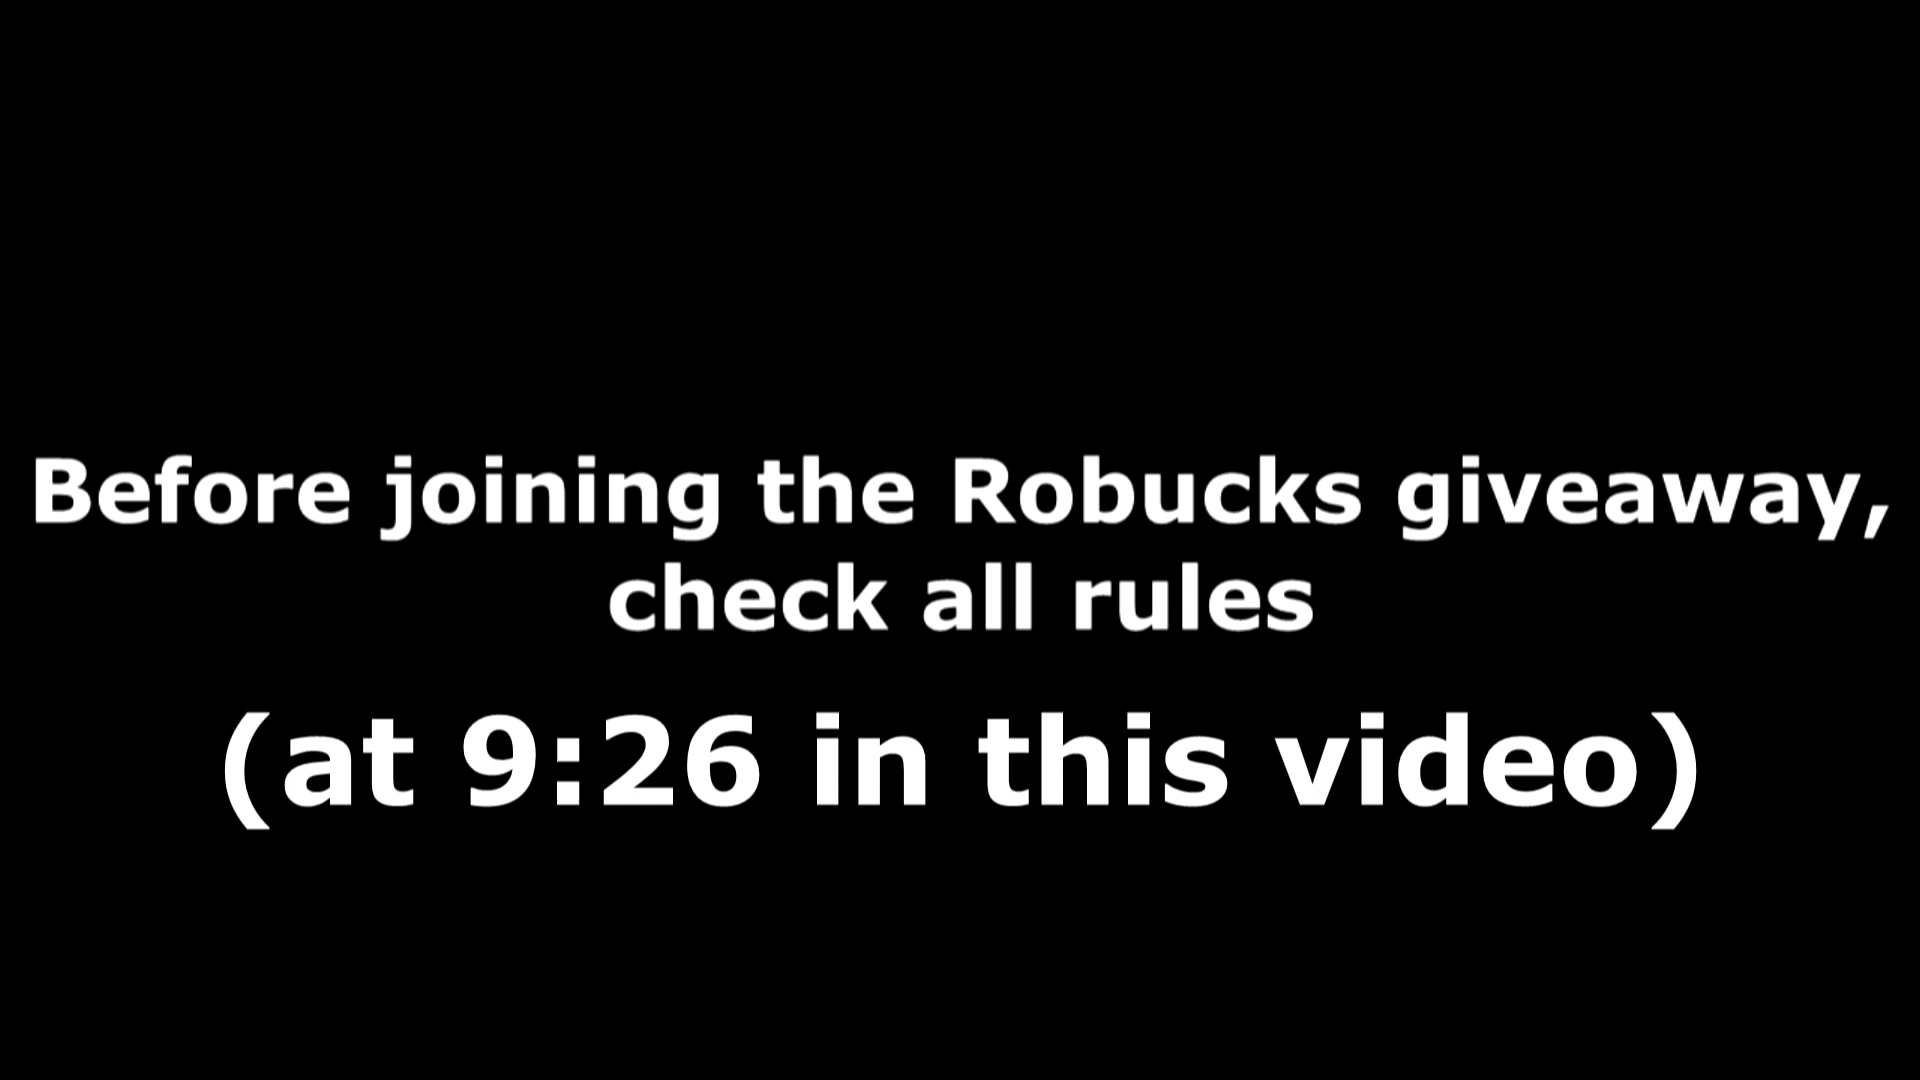 Before joining the Robucks giveaway,
check all rules
(at 9:26 in this video)